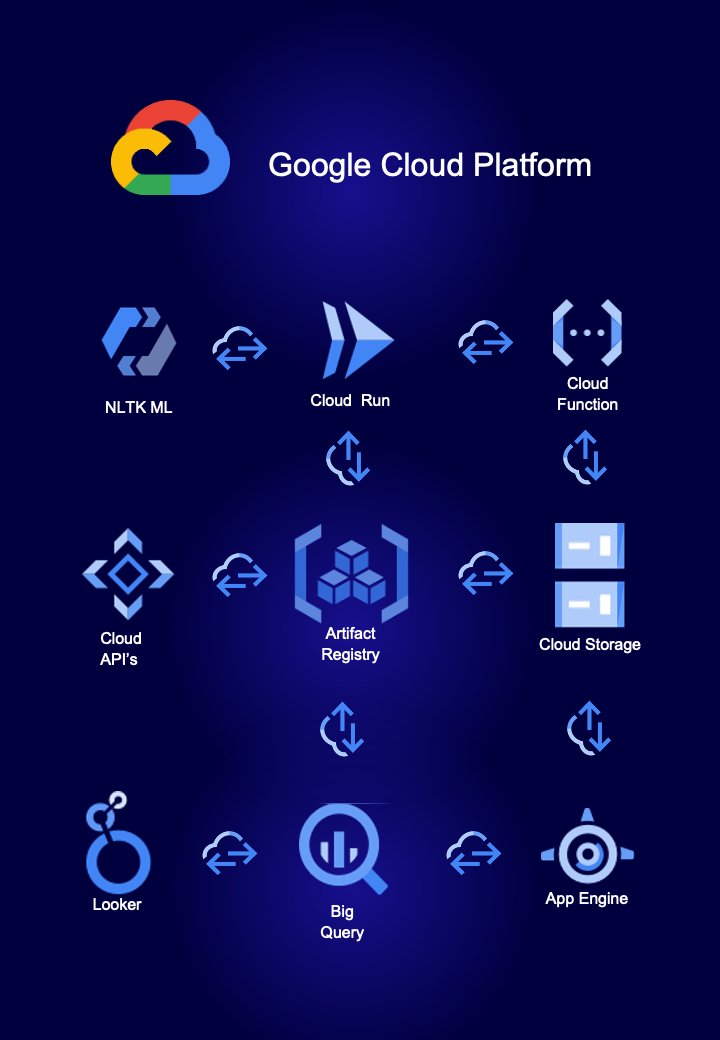 Google Cloud Platform
NLTK ML
Cloud Run
Cloud
Function
Cloud
API's
Artifact
Registry
Cloud Storage
Looker
Big
Query
App Engine